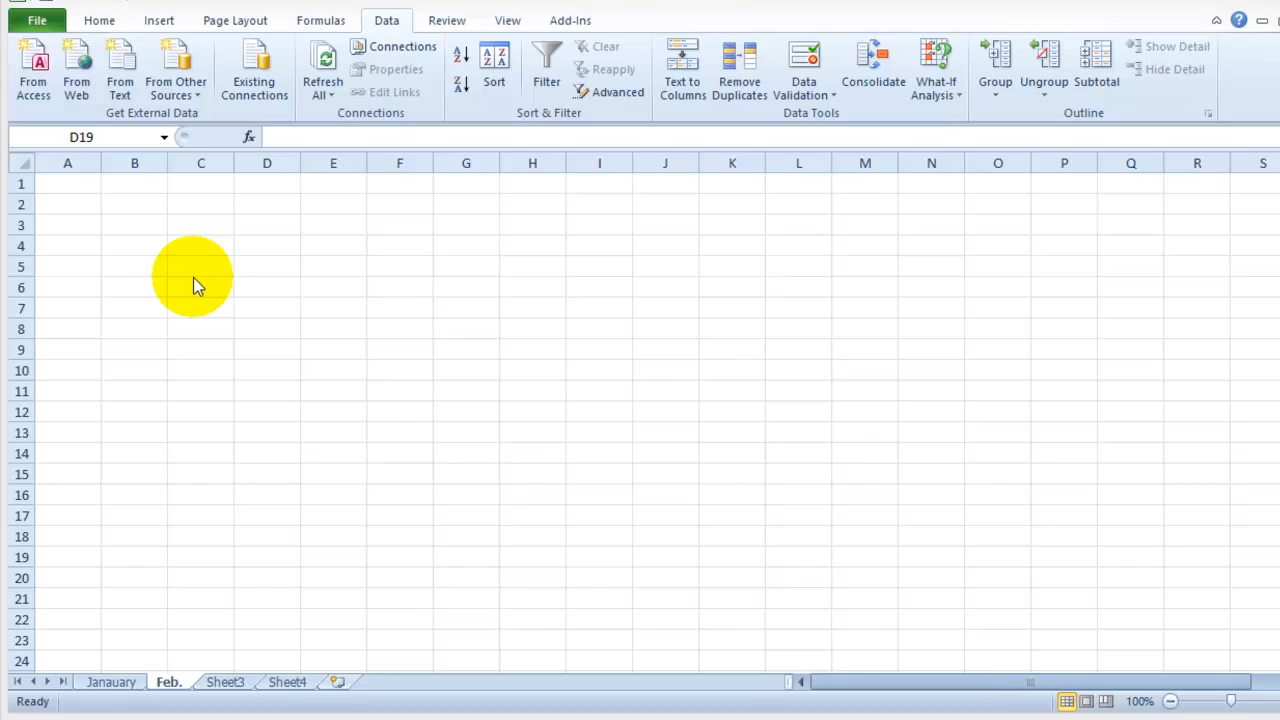 File Home Insert Page Layout Formulas Data Review View Add-Ins
From Access
From Web
From Text
From Other Sources
Existing Connections
Get External Data
Refresh All
Connections
Properties
Edit Links
Connections
Sort
Filter
Clear
Reapply
Advanced
Sort & Filter
Text to Columns
Remove Duplicates
Data Validation
Consolidate
What-If Analysis
Data Tools
Group
Ungroup
Subtotal
Show Detail
Hide Detail
Outline
D19 fx
A B C D E F G H I J K L M N O P Q R S
1
2
3
4
5
6
7
8
9
10
11
12
13
14
15
16
17
18
19
20
21
22
23
24
Janauary Feb. Sheet3 Sheet4
Ready 100%